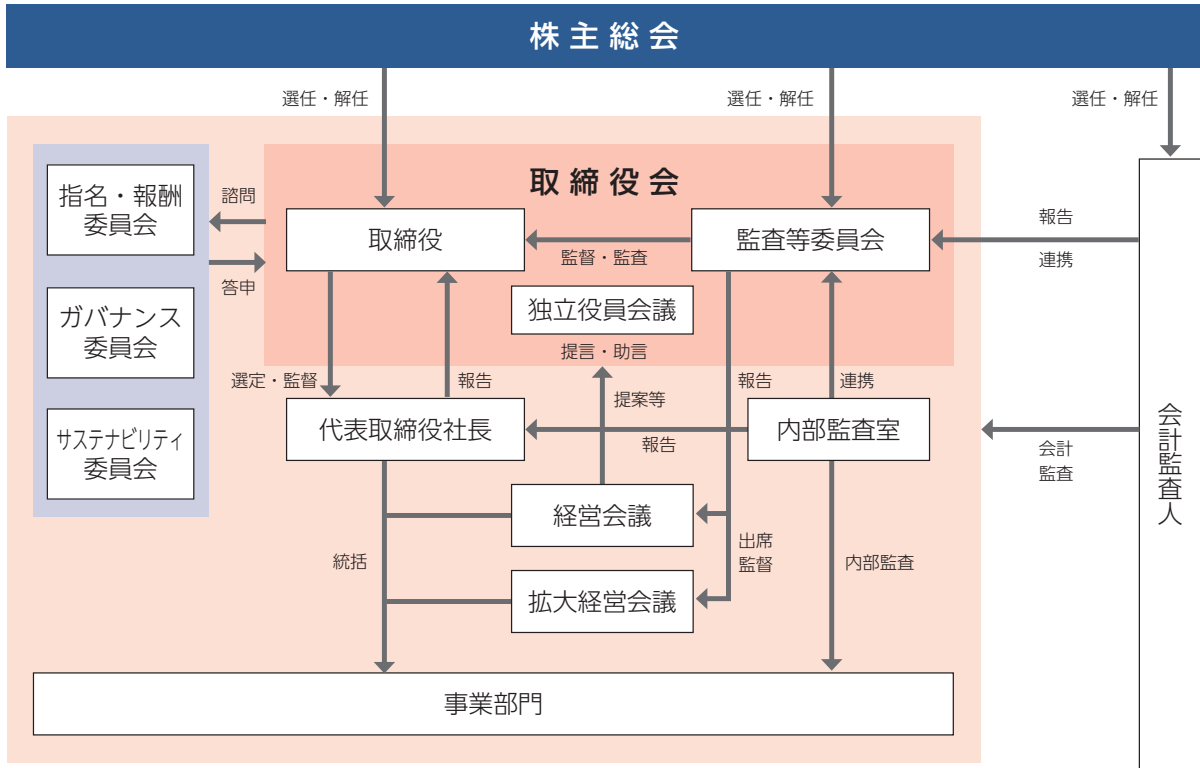 株主総会
選任・解任
選任・解任
選任・解任
取締役会
指名・報酬
委員会
諮問
取締役
監査等委員会
報告
連携
監督・監査
答申
ガバナンス
委員会
独立役員会議
提言・助言
選定・監督
報告
提案等
報告
連携
サステナビリティ
委員会
代表取締役社長
報告
内部監査室
会計
監査
会計監査人
経営会議
出席
監督
統括
内部監査
拡大経営会議
事業部門